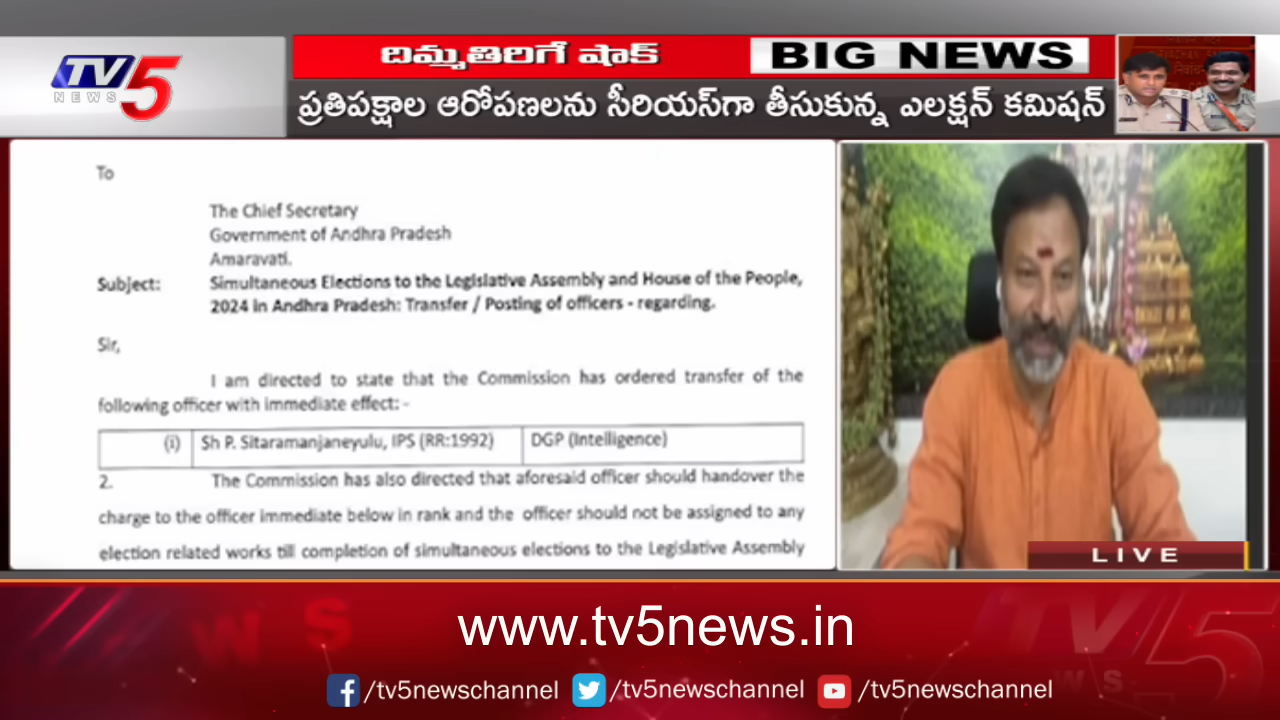 TV5
NEWS
దిమ్మతిరిగే షాక్
BIG NEWS
ప్రతిపక్షాల ఆరోపణలను సీరియస్‌గా తీసుకున్న ఎలక్షన్ కమిషన్
To
The Chief Secretary
Government of Andhra Pradesh
Amaravati.
Subject: Simultaneous Elections to the Legislative Assembly and House of the People,
2024 in Andhra Pradesh: Transfer / Posting of officers - regarding.
Sir,
I am directed to state that the Commission has ordered transfer of the
following officer with immediate effect: -
(i) Sh P. Sitaramanjaneyulu, IPS (RR:1992) DGP (Intelligence)
2. The Commission has also directed that aforesaid officer should handover the
charge to the officer immediate below in rank and the officer should not be assigned to any
election related works till completion of simultaneous elections to the Legislative Assembly
LIVE
www.tv5news.in
/tv5newschannel /tv5newschannel /tv5newschannel